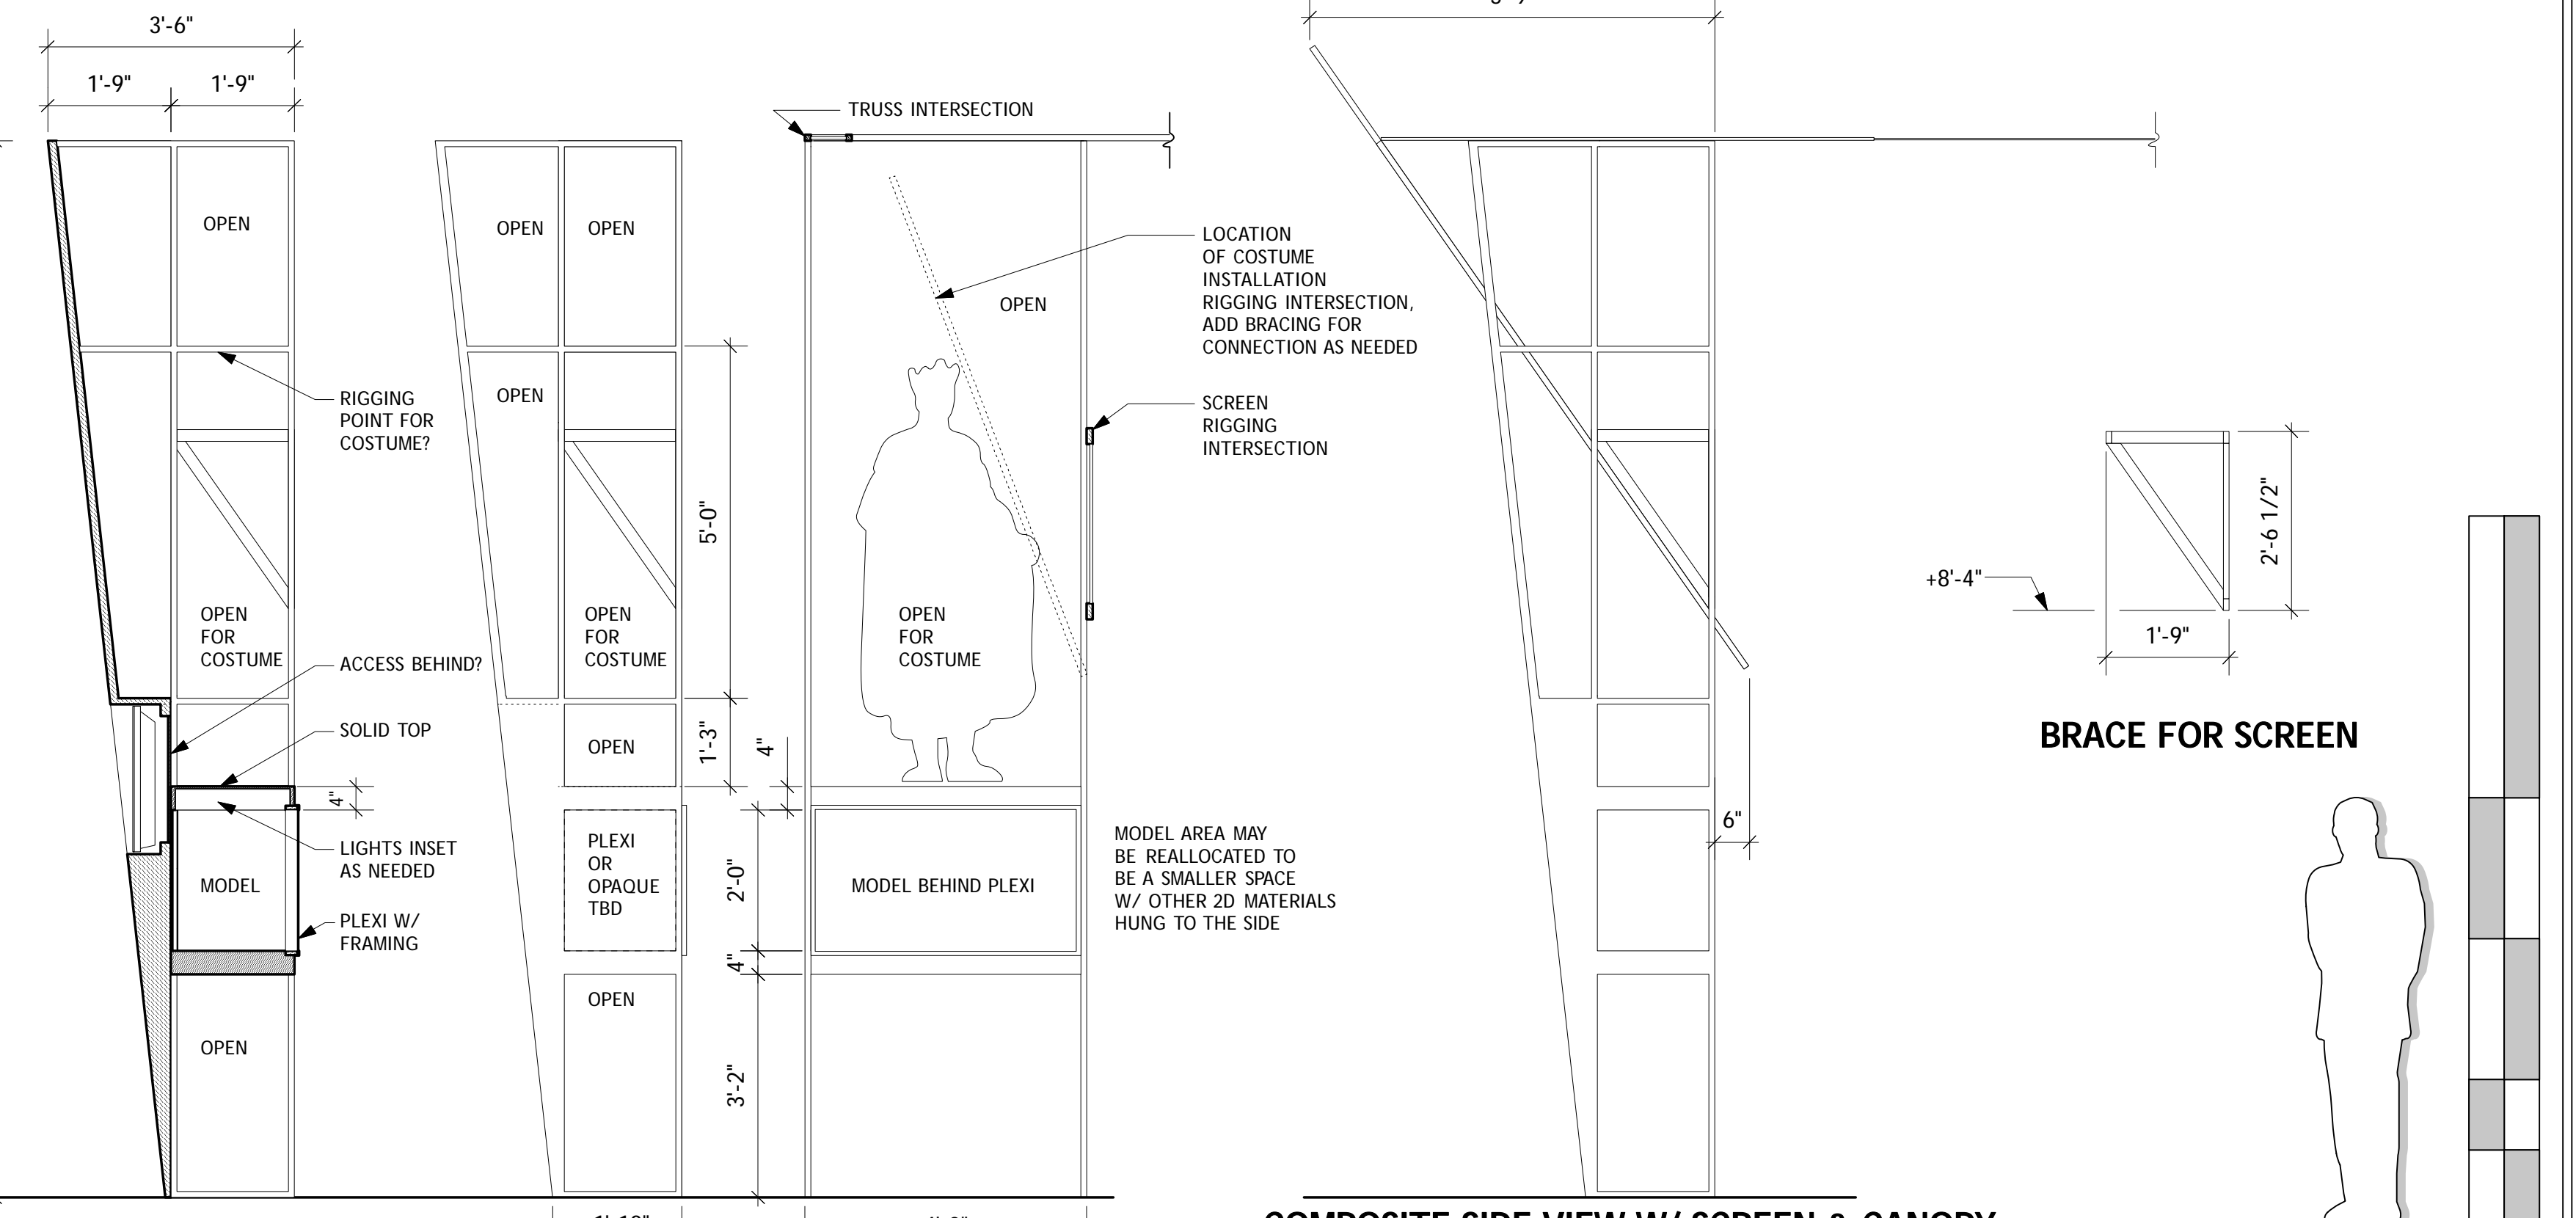 3'-6"
1'-9"
1'-9"
TRUSS INTERSECTION
OPEN
OPEN
OPEN
LOCATION
OF COSTUME
INSTALLATION
RIGGING INTERSECTION,
ADD BRACING FOR
CONNECTION AS NEEDED
OPEN
RIGGING
POINT FOR
COSTUME?
OPEN
SCREEN
RIGGING
INTERSECTION
5'-0"
2'-6 1/2"
+8'-4"
1'-9"
OPEN
FOR
COSTUME
OPEN
FOR
COSTUME
OPEN
FOR
COSTUME
ACCESS BEHIND?
SOLID TOP
OPEN
1'-3"
4"
BRACE FOR SCREEN
4"
LIGHTS INSET
AS NEEDED
MODEL
PLEXI W/
FRAMING
PLEXI
OR
OPAQUE
TBD
2'-0"
MODEL BEHIND PLEXI
MODEL AREA MAY
BE REALLOCATED TO
BE A SMALLER SPACE
W/ OTHER 2D MATERIALS
HUNG TO THE SIDE
6"
4"
OPEN
OPEN
3'-2"
COMPOSITE SIDE VIEW W/ SCREEN & CANOPY